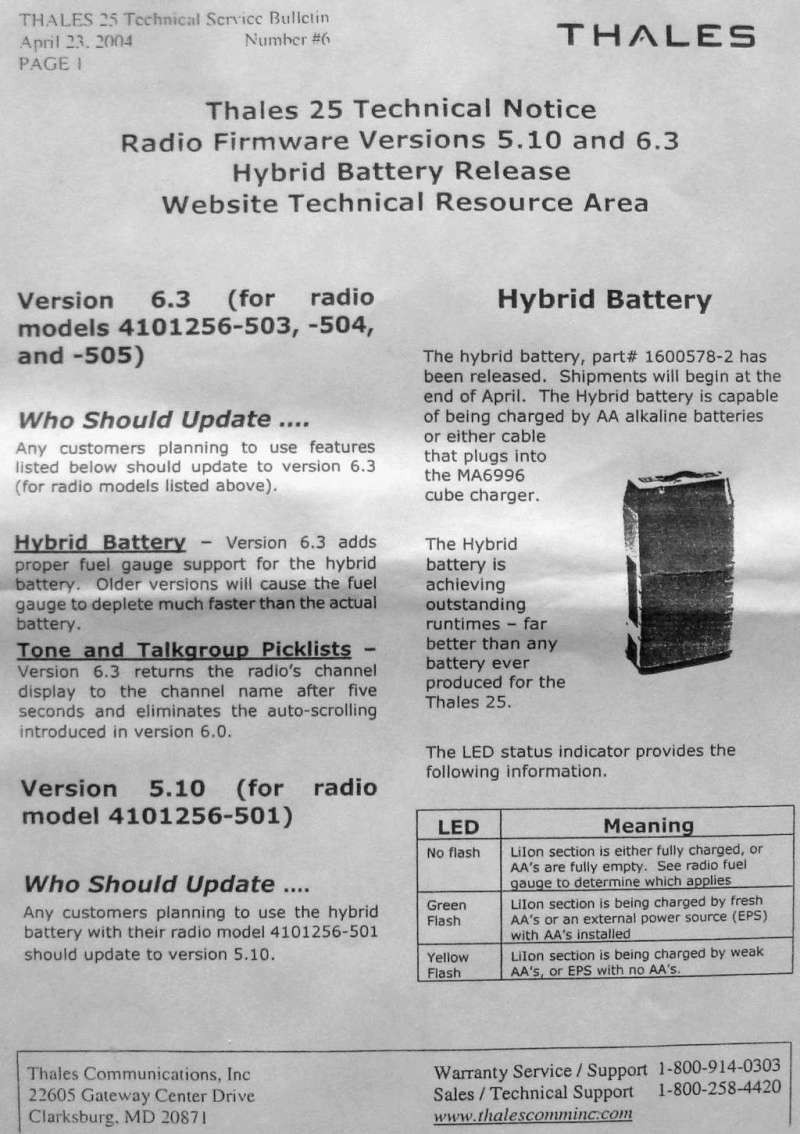 THALES 25 Technical Service Bulletin
April 23, 2004 Number #6
PAGE 1
THALES
Thales 25 Technical Notice
Radio Firmware Versions 5.10 and 6.3
Hybrid Battery Release
Website Technical Resource Area
Version 6.3 (for radio
models 4101256-503, -504,
and -505)
Who Should Update ....
Any customers planning to use features
listed below should update to version 6.3
(for radio models listed above).
Hybrid Battery – Version 6.3 adds
proper fuel gauge support for the hybrid
battery. Older versions will cause the fuel
gauge to deplete much faster than the actual
battery.
Tone and Talkgroup Picklists –
Version 6.3 returns the radio's channel
display to the channel name after five
seconds and eliminates the auto-scrolling
introduced in version 6.0.
Version 5.10 (for radio
model 4101256-501)
Who Should Update ....
Any customers planning to use the hybrid
battery with their radio model 4101256-501
should update to version 5.10.
Hybrid Battery
The hybrid battery, part# 1600578-2 has
been released. Shipments will begin at the
end of April. The Hybrid battery is capable
of being charged by AA alkaline batteries
or either cable
that plugs into
the MA6996
cube charger.
The Hybrid
battery is
achieving
outstanding
runtimes – far
better than any
battery ever
produced for the
Thales 25.
The LED status indicator provides the
following information.
LED Meaning
No flash LiIon section is either fully charged, or
AA's are fully empty. See radio fuel
gauge to determine which applies
Green LiIon section is being charged by fresh
Flash AA's or an external power source (EPS)
with AA's installed
Yellow LiIon section is being charged by weak
Flash AA's, or EPS with no AA's.
Thales Communications, Inc
22605 Gateway Center Drive
Clarksburg, MD 20871
Warranty Service / Support 1-800-914-0303
Sales / Technical Support 1-800-258-4420
www.thalescomminc.com